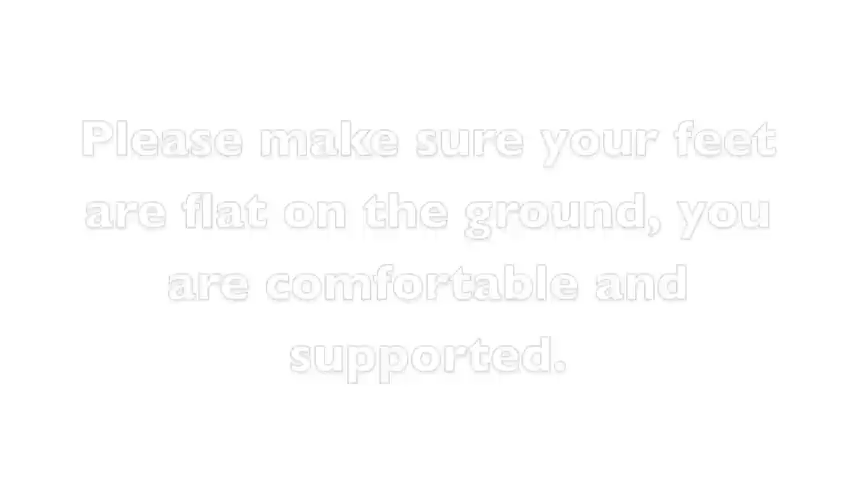 Please make sure your feet
are flat on the ground, you
are comfortable and
supported.